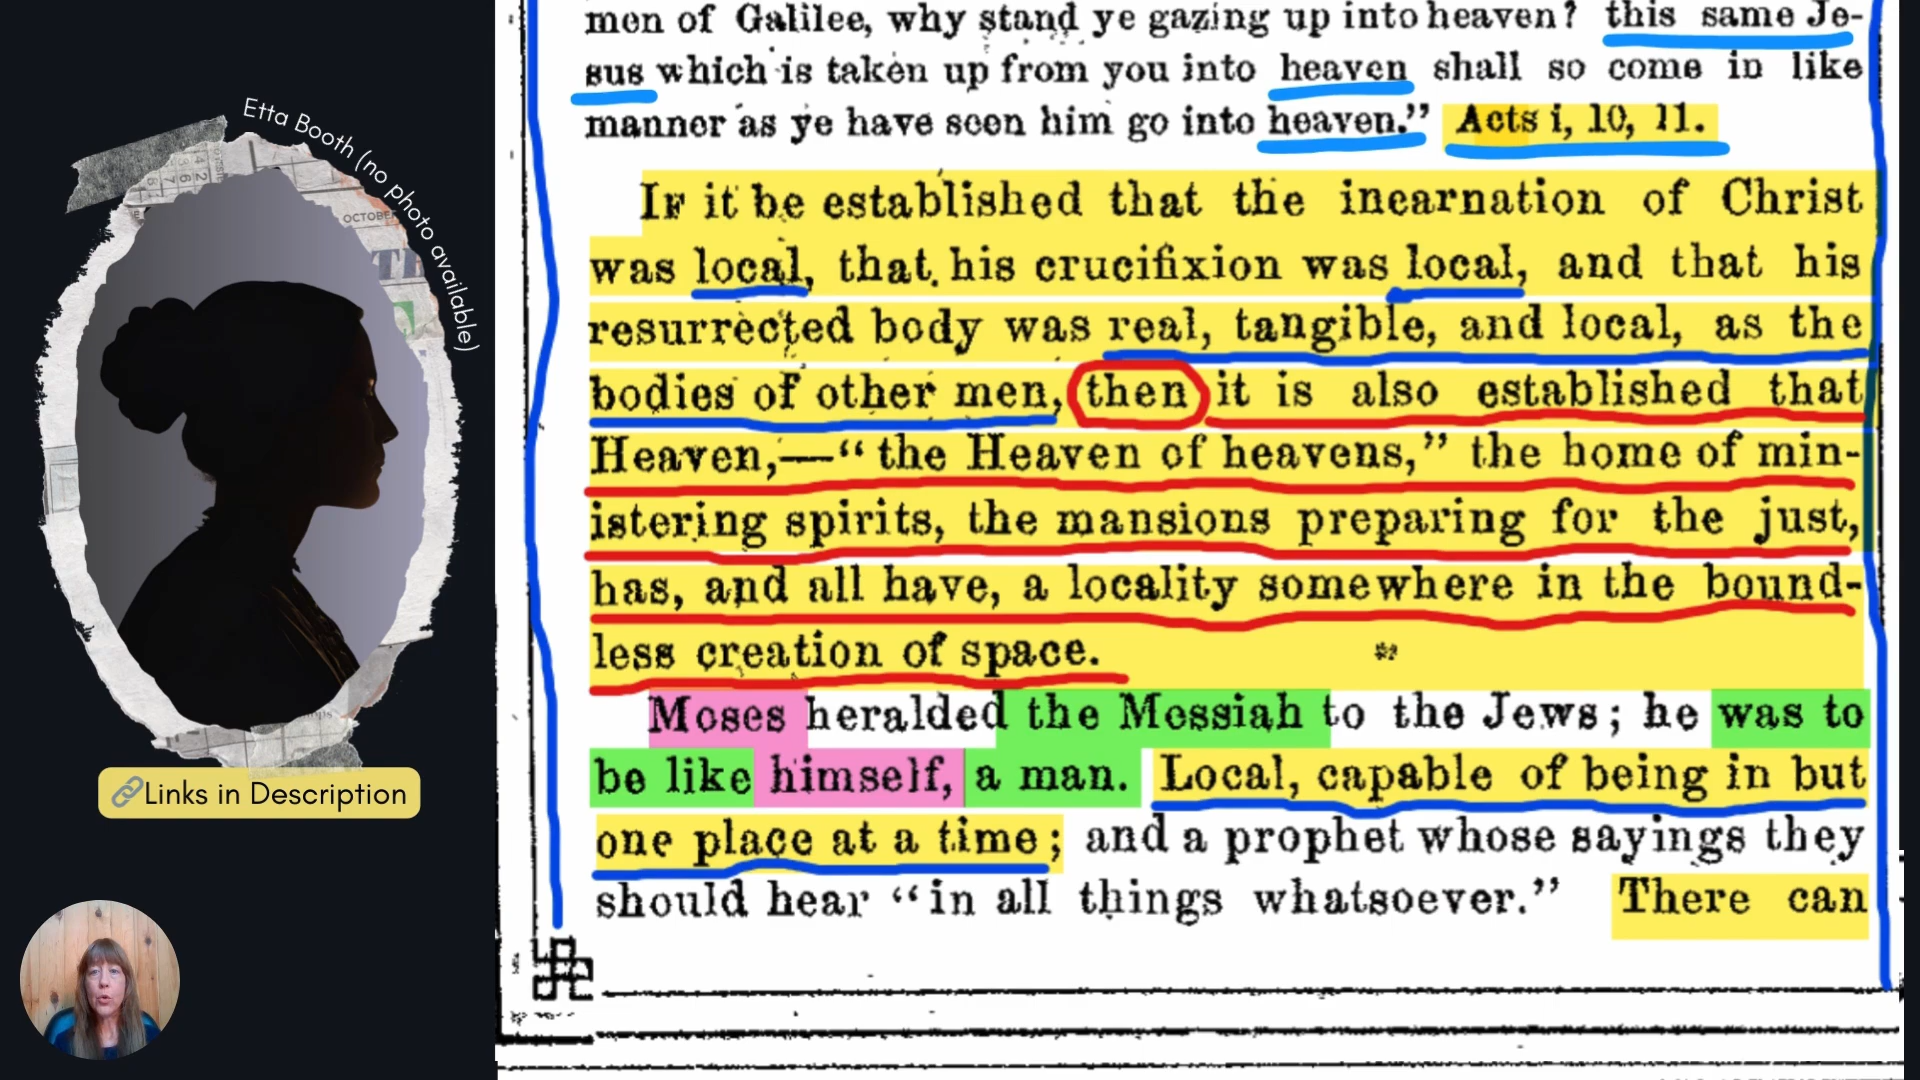 Etta Booth (no photo available)
OCTOBER
🔗Links in Description
men of Galilee, why stand ye gazing up into heaven? this same Je-
sus which is taken up from you into heaven shall so come in like
manner as ye have seen him go into heaven.” Acts i, 10, 11.
IF it be established that the incarnation of Christ
was local, that his crucifixion was local, and that his
resurrected body was real, tangible, and local, as the
bodies of other men, then it is also established that
Heaven,—“the Heaven of heavens,” the home of min-
istering spirits, the mansions preparing for the just,
has, and all have, a locality somewhere in the bound-
less creation of space. *
Moses heralded the Messiah to the Jews; he was to
be like himself, a man. Local, capable of being in but
one place at a time; and a prophet whose sayings they
should hear “in all things whatsoever.” There can